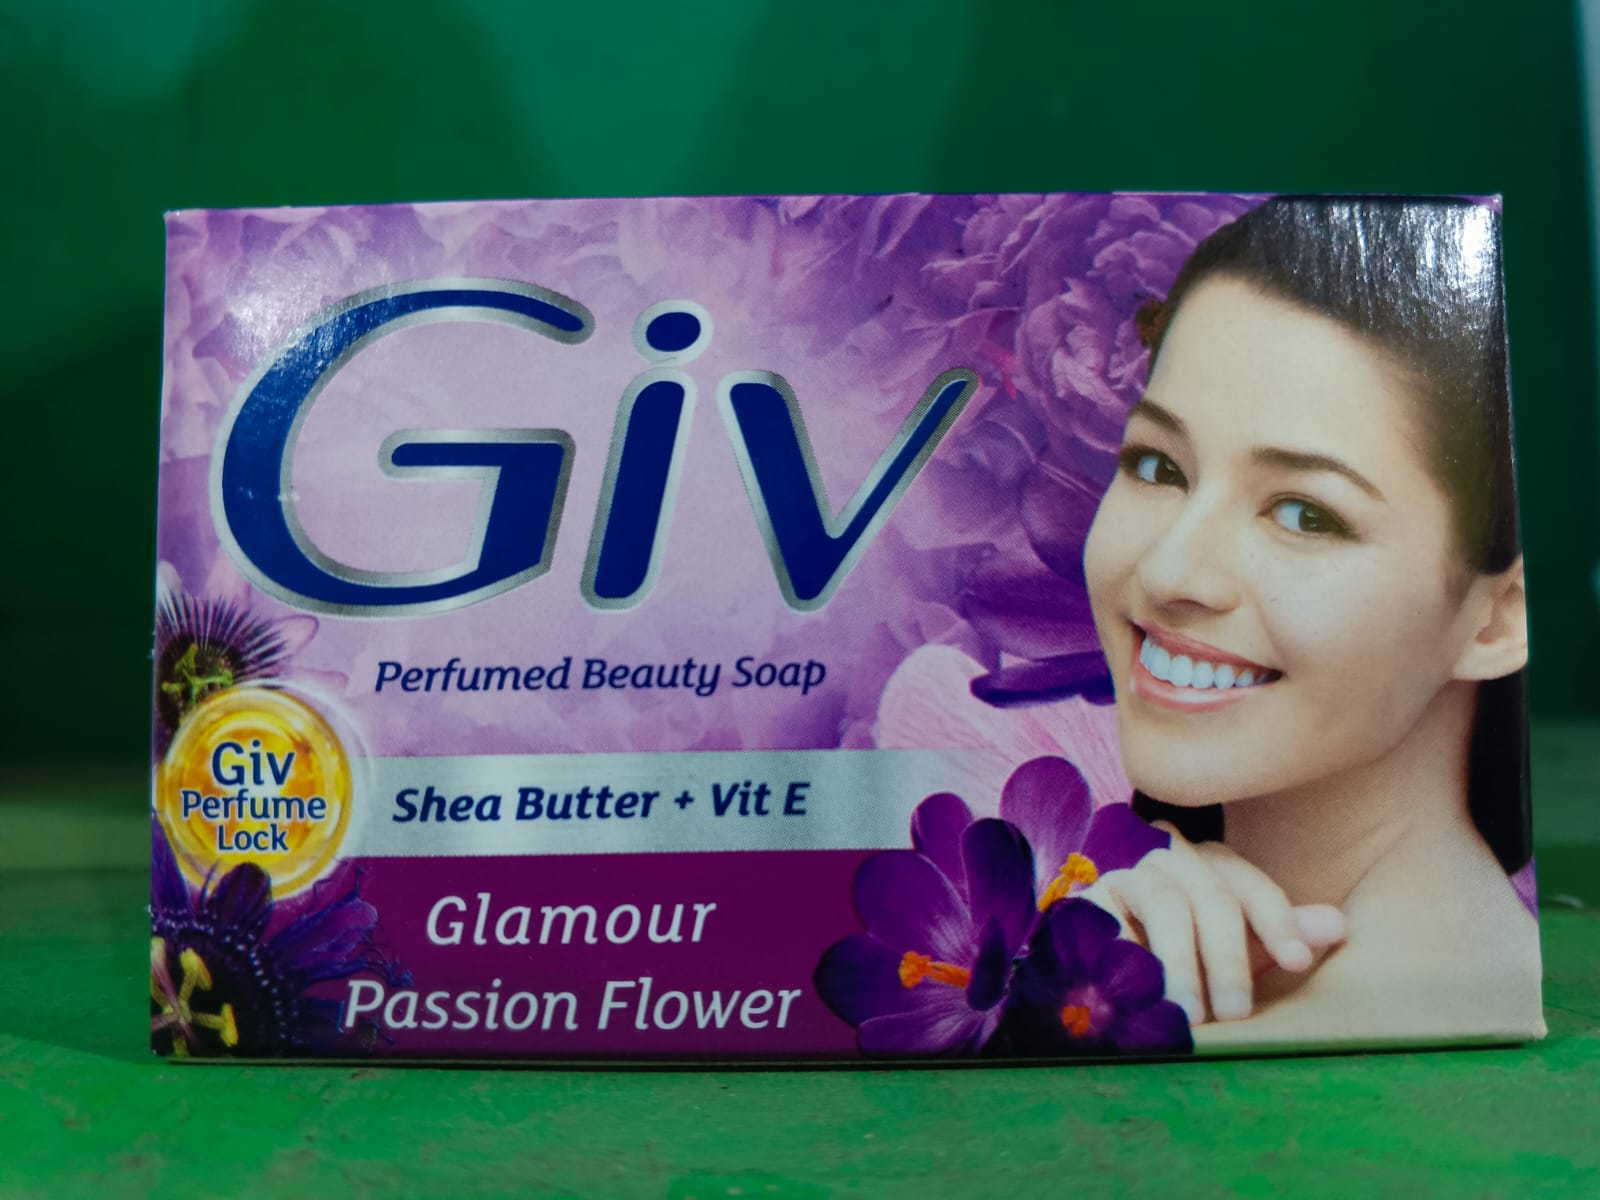 Giv
Perfumed Beauty Soap
Giv
Perfume
Lock
Shea Butter + Vit E
Glamour
Passion Flower